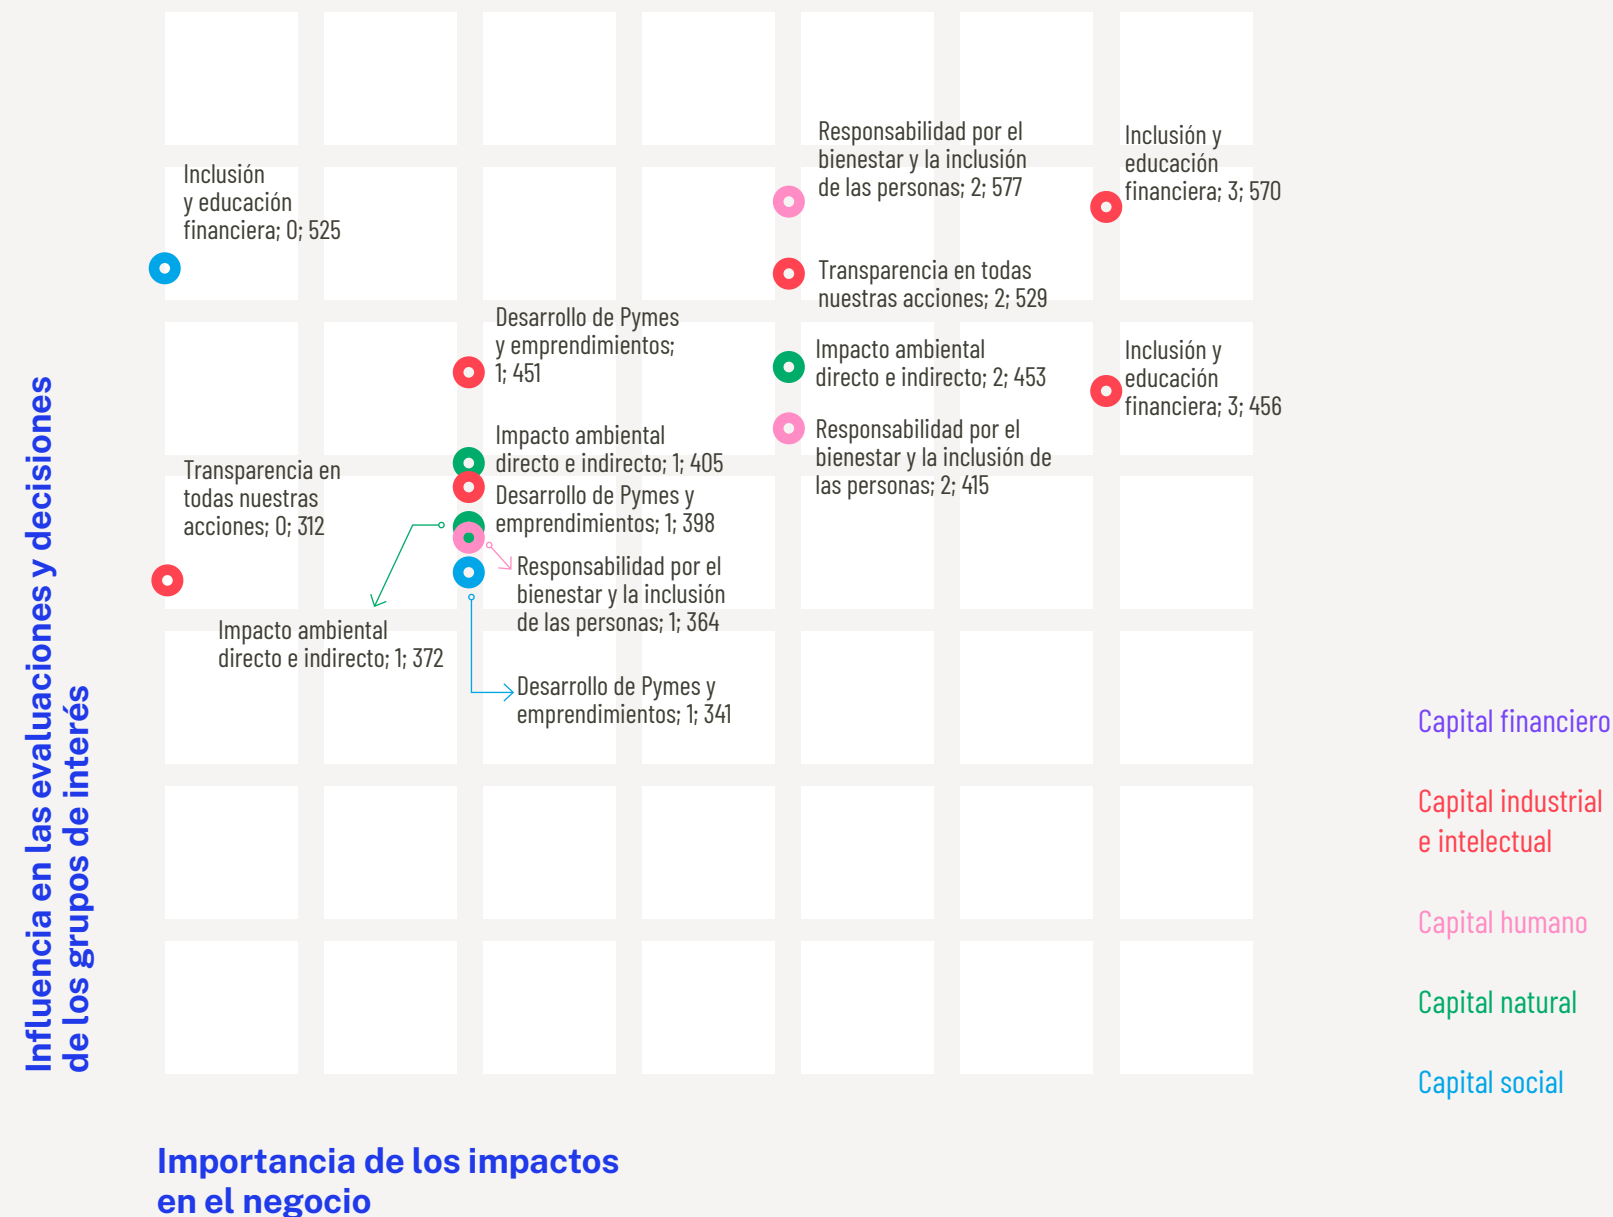 Influencia en las evaluaciones y decisiones
de los grupos de interés
Inclusión
y educación
financiera; 0; 525
Responsabilidad por el
bienestar y la inclusión
de las personas; 2; 577
Inclusión y
educación
financiera; 3; 570
Transparencia en todas
nuestras acciones; 2; 529
Desarrollo de Pymes
y emprendimientos;
1; 451
Impacto ambiental
directo e indirecto; 2; 453
Inclusión y
educación
financiera; 3; 456
Responsabilidad por el
bienestar y la inclusión de
las personas; 2; 415
Impacto ambiental
directo e indirecto; 1; 405
Transparencia en
todas nuestras
acciones; 0; 312
Desarrollo de Pymes y
emprendimientos; 1; 398
Responsabilidad por el
bienestar y la inclusión
de las personas; 1; 364
Impacto ambiental
directo e indirecto; 1; 372
Desarrollo de Pymes y
emprendimientos; 1; 341
Capital financiero
Capital industrial
e intelectual
Capital humano
Capital natural
Capital social
Importancia de los impactos
en el negocio